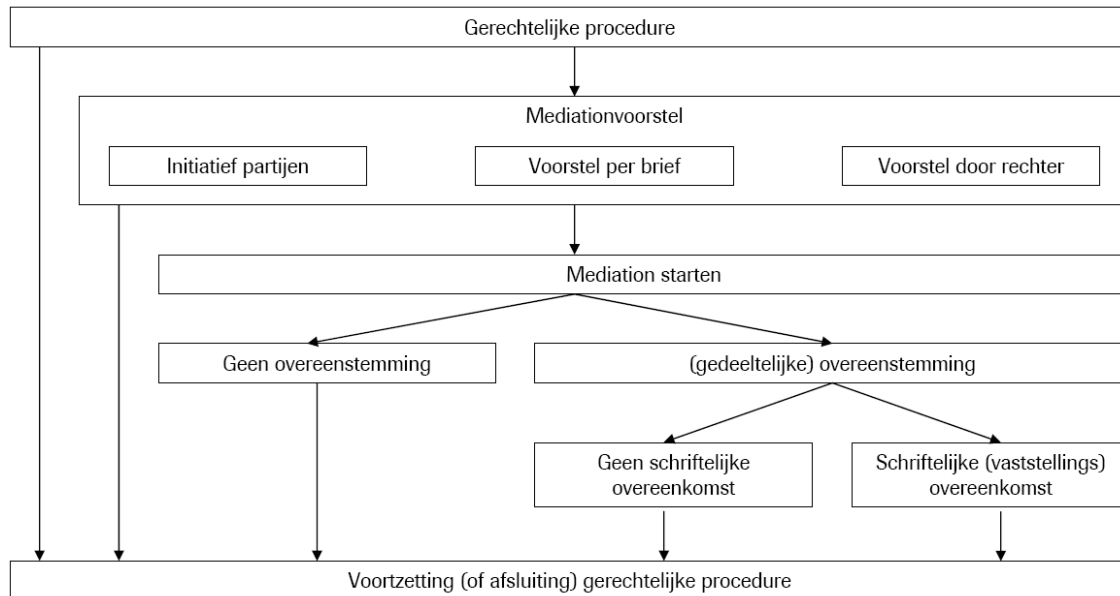 Gerechtelijke procedure
Mediationvoorstel
Initiatief partijen
Voorstel per brief
Voorstel door rechter
Mediation starten
Geen overeenstemming
(gedeeltelijke) overeenstemming
Geen schriftelijke
overeenkomst
Schriftelijke (vaststellings)
overeenkomst
Voortzetting (of afsluiting) gerechtelijke procedure